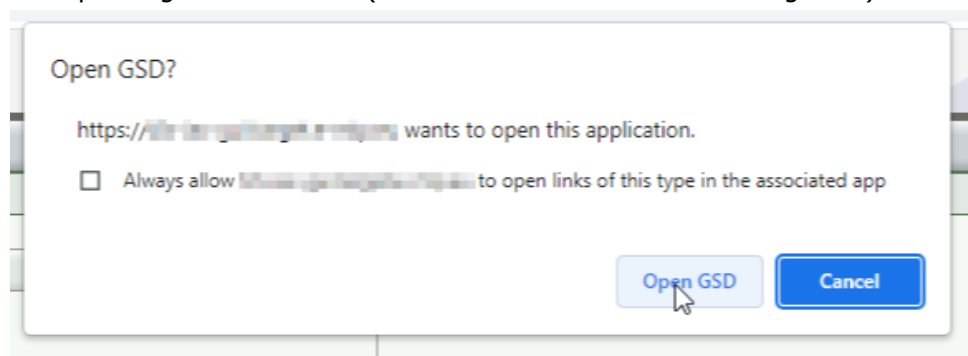 Open GSD?
https:// wants to open this application.
Always allow to open links of this type in the associated app
Open GSD
Cancel